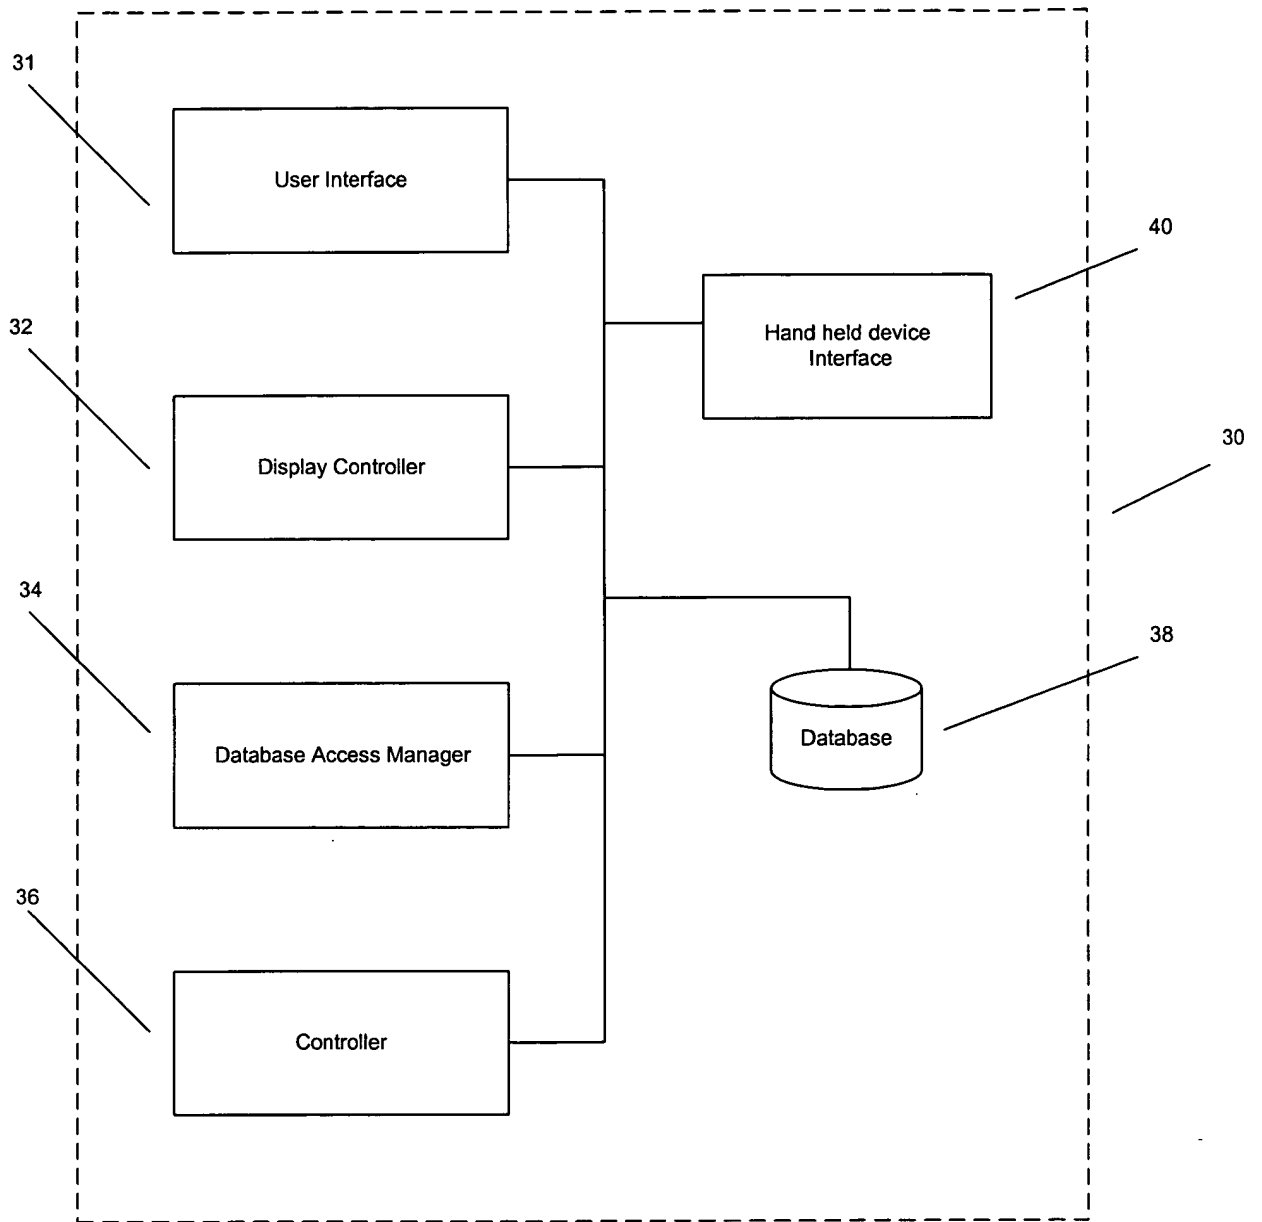 31
User Interface
40
32
Hand held device
Interface
30
Display Controller
34
38
Database Access Manager
Database
36
Controller